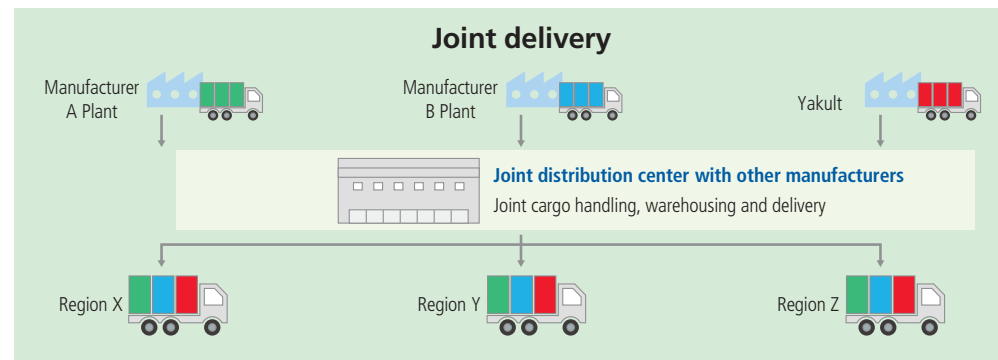 Joint delivery
Manufacturer
A Plant
Manufacturer
B Plant
Yakult
Joint distribution center with other manufacturers
Joint cargo handling, warehousing and delivery
Region X
Region Y
Region Z